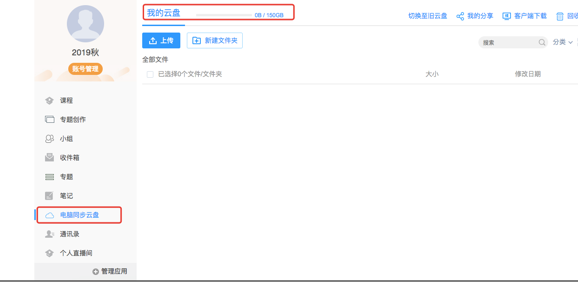 2019秋
账号管理
课程
专题创作
小组
收件箱
专题
笔记
电脑同步云盘
通讯录
个人直播间
管理应用
我的云盘 0B / 150GB
切换至旧云盘 我的分享 客户端下载 回收
上传 新建文件夹
搜索 分类
全部文件
已选择0个文件/文件夹 大小 修改日期